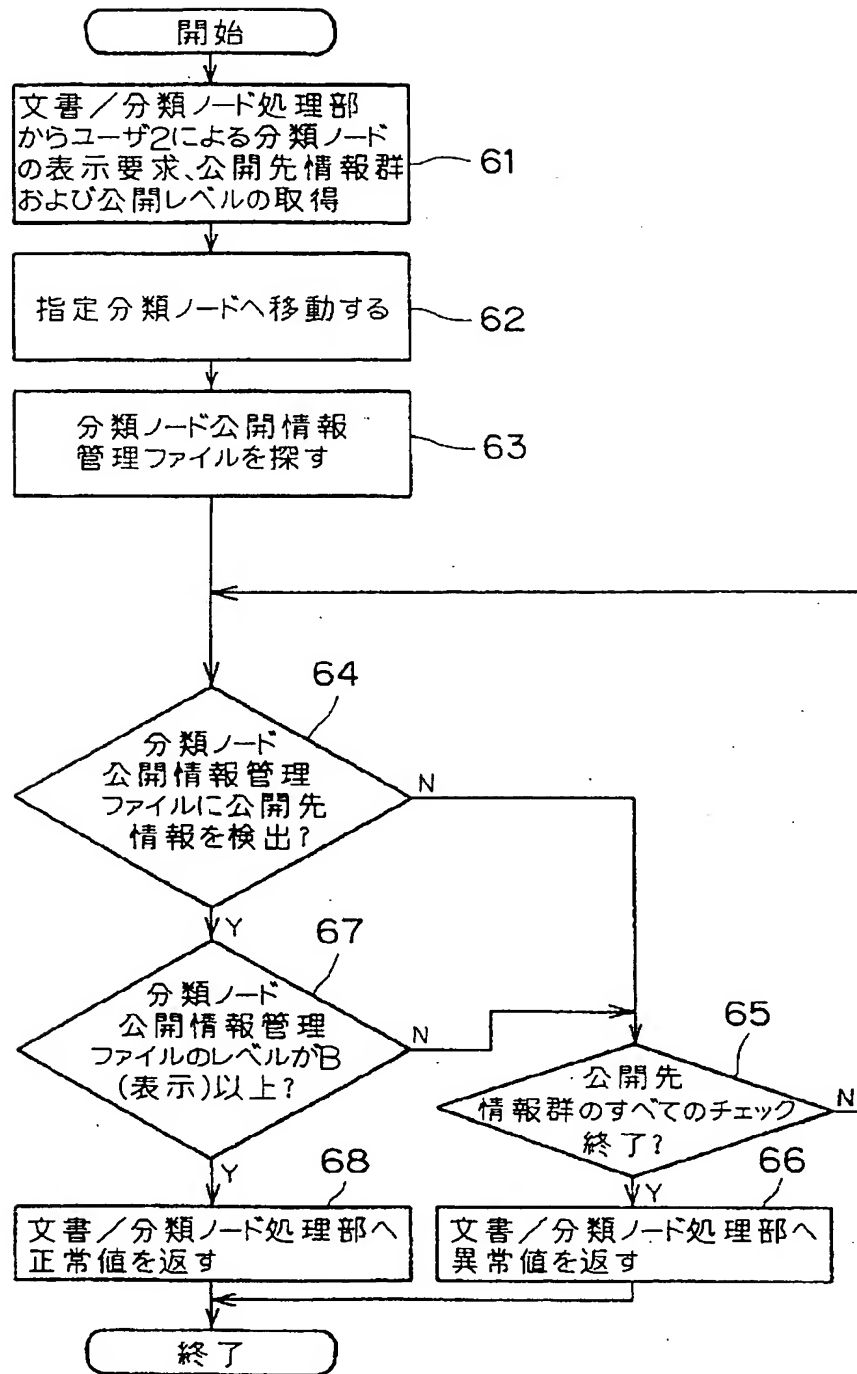 開始
文書/分類ノード処理部
からユーザ2による分類ノード
の表示要求、公開先情報群
および公開レベルの取得
61
指定分類ノードへ移動する
62
分類ノード公開情報
管理ファイルを探す
63
64
分類ノード
公開情報管理
ファイルに公開先
情報を検出?
N
Y
67
分類ノード
公開情報管理
ファイルのレベルがB
(表示)以上?
N
Y
65
公開先
情報群のすべてのチェック
終了?
N
Y
68
文書/分類ノード処理部へ
正常値を返す
66
文書/分類ノード処理部へ
異常値を返す
終了